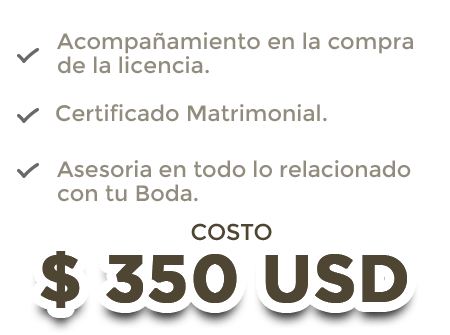 Acompañamiento en la compra
de la licencia.
Certificado Matrimonial.
Asesoria en todo lo relacionado
con tu Boda.
COSTO
$ 350 USD